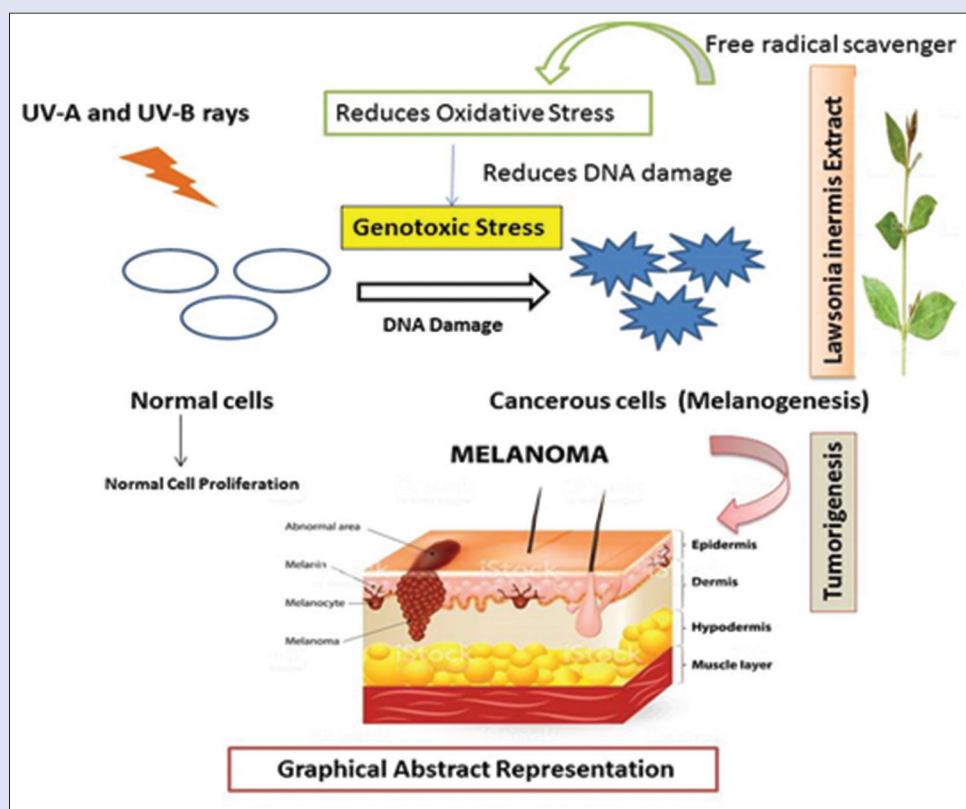 Free radical scavenger
UV-A and UV-B rays
Reduces Oxidative Stress
Reduces DNA damage
Genotoxic Stress
DNA Damage
Lawsonia inermis Extract
Normal cells
Cancerous cells (Melanogenesis)
Normal Cell Proliferation
MELANOMA
Tumorigenesis
Abnormal area
Melanin
Melanocyte
Melanoma
Epidermis
Dermis
Hypodermis
Muscle layer
iStock
iStock
Graphical Abstract Representation